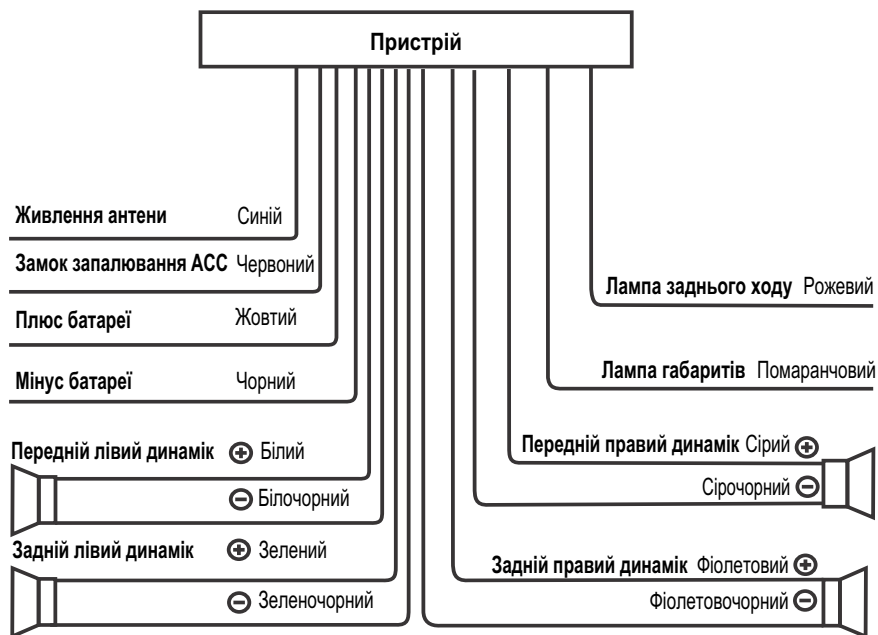 Пристрій
Живлення антени Синій
Замок запалювання ACC Червоний
Плюс батареї Жовтий
Мінус батареї Чорний
Передній лівий динамік ⊕ Білий
⊖ Білочорний
Задній лівий динамік ⊕ Зелений
⊖ Зеленочорний
Лампа заднього ходу Рожевий
Лампа габаритів Помаранчовий
Передній правий динамік Сірий ⊕
Сірочорний ⊖
Задній правий динамік Фіолетовий ⊕
Фіолетовочорний ⊖